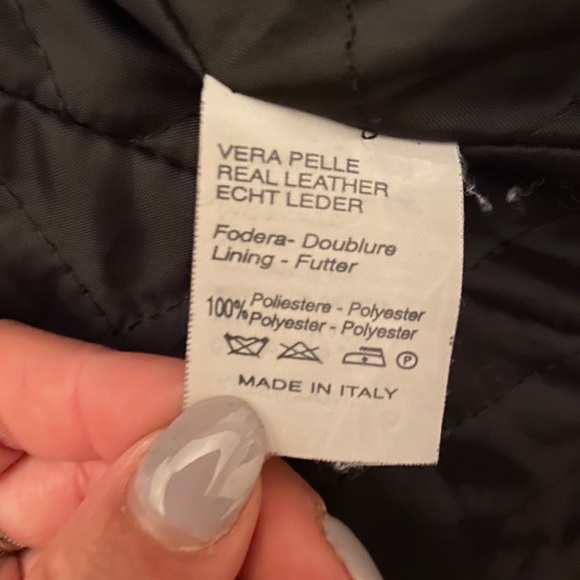 VERA PELLE
REAL LEATHER
ECHT LEDER
Fodera- Doublure
Lining - Futter
100% Poliestere - Polyester
Polyester - Polyester
P
MADE IN ITALY